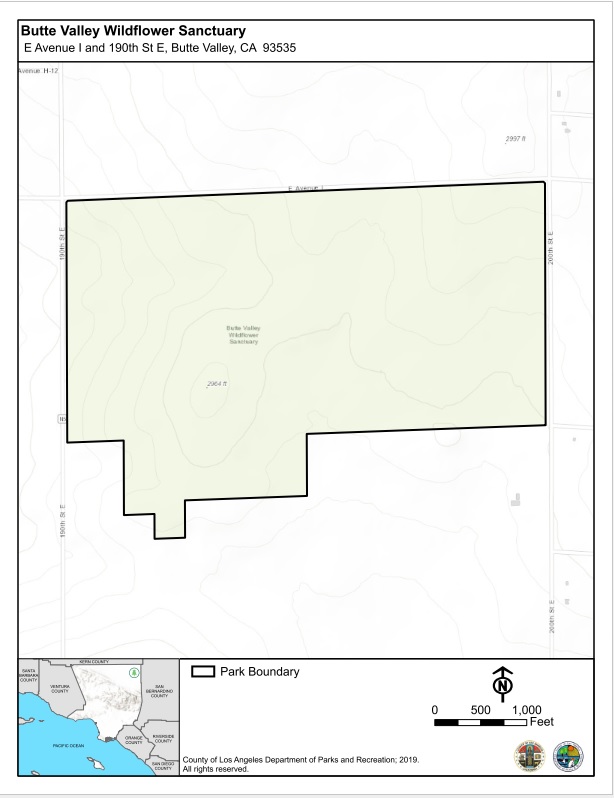 Butte Valley Wildflower Sanctuary
E Avenue I and 190th St E, Butte Valley, CA 93535
Avenue H-12
2997 ft
E Avenue I
190th St E
200th St E
Butte Valley
Wildflower
Sanctuary
2964 ft
190th St E
200th St E
KERN COUNTY
SANTA
BARBARA
COUNTY
VENTURA
COUNTY
SAN
BERNARDINO
COUNTY
ORANGE
COUNTY
RIVERSIDE
COUNTY
SAN DIEGO
COUNTY
PACIFIC OCEAN
Park Boundary
N
0 500 1,000
Feet
County of Los Angeles Department of Parks and Recreation; 2019.
All rights reserved.